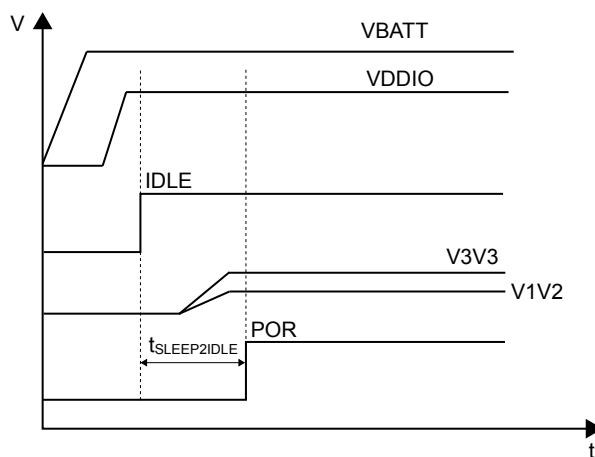 V
VBATT
VDDIO
IDLE
V3V3
V1V2
POR
tSLEEP2IDLE
t